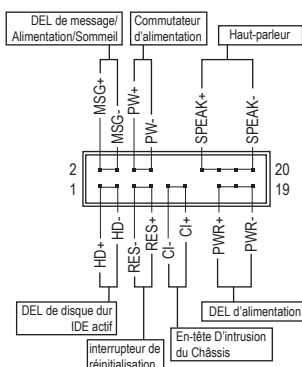 DEL de message/
Alimentation/Sommeil
Commutateur
d'alimentation
Haut-parleur
MSG+
MSG-
PW+
PW-
SPEAK+
SPEAK-
2
20
1
19
HD+
HD-
RES-
RES+
CI-
CI+
PWR+
PWR-
DEL de disque dur
IDE actif
interrupteur de
réinitialisation
En-tête D'intrusion
du Châssis
DEL d'alimentation